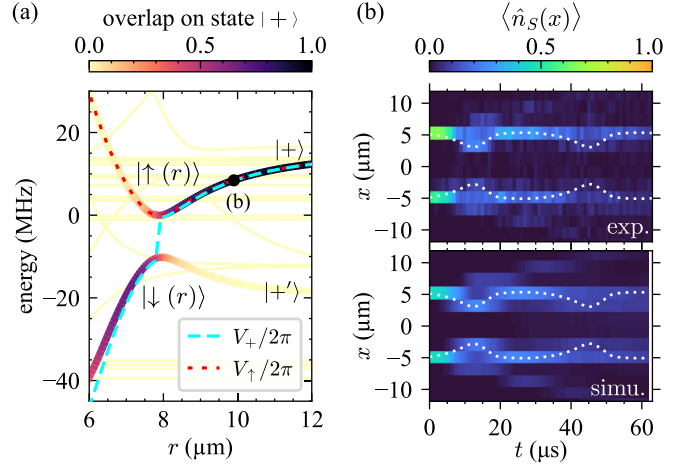 (a)
overlap on state |+⟩
0.0 0.5 1.0
20
0
−20
−40
energy (MHz)
|↑ (r)⟩
|+⟩
(b)
|↓ (r)⟩
|+′⟩
V₊/2π
V↑/2π
6 8 10 12
r (μm)
(b)
⟨n̂_S(x)⟩
0.0 0.5 1.0
10
5
0
−5
−10
x (μm)
exp.
10
5
0
−5
−10
x (μm)
simu.
0 20 40 60
t (μs)